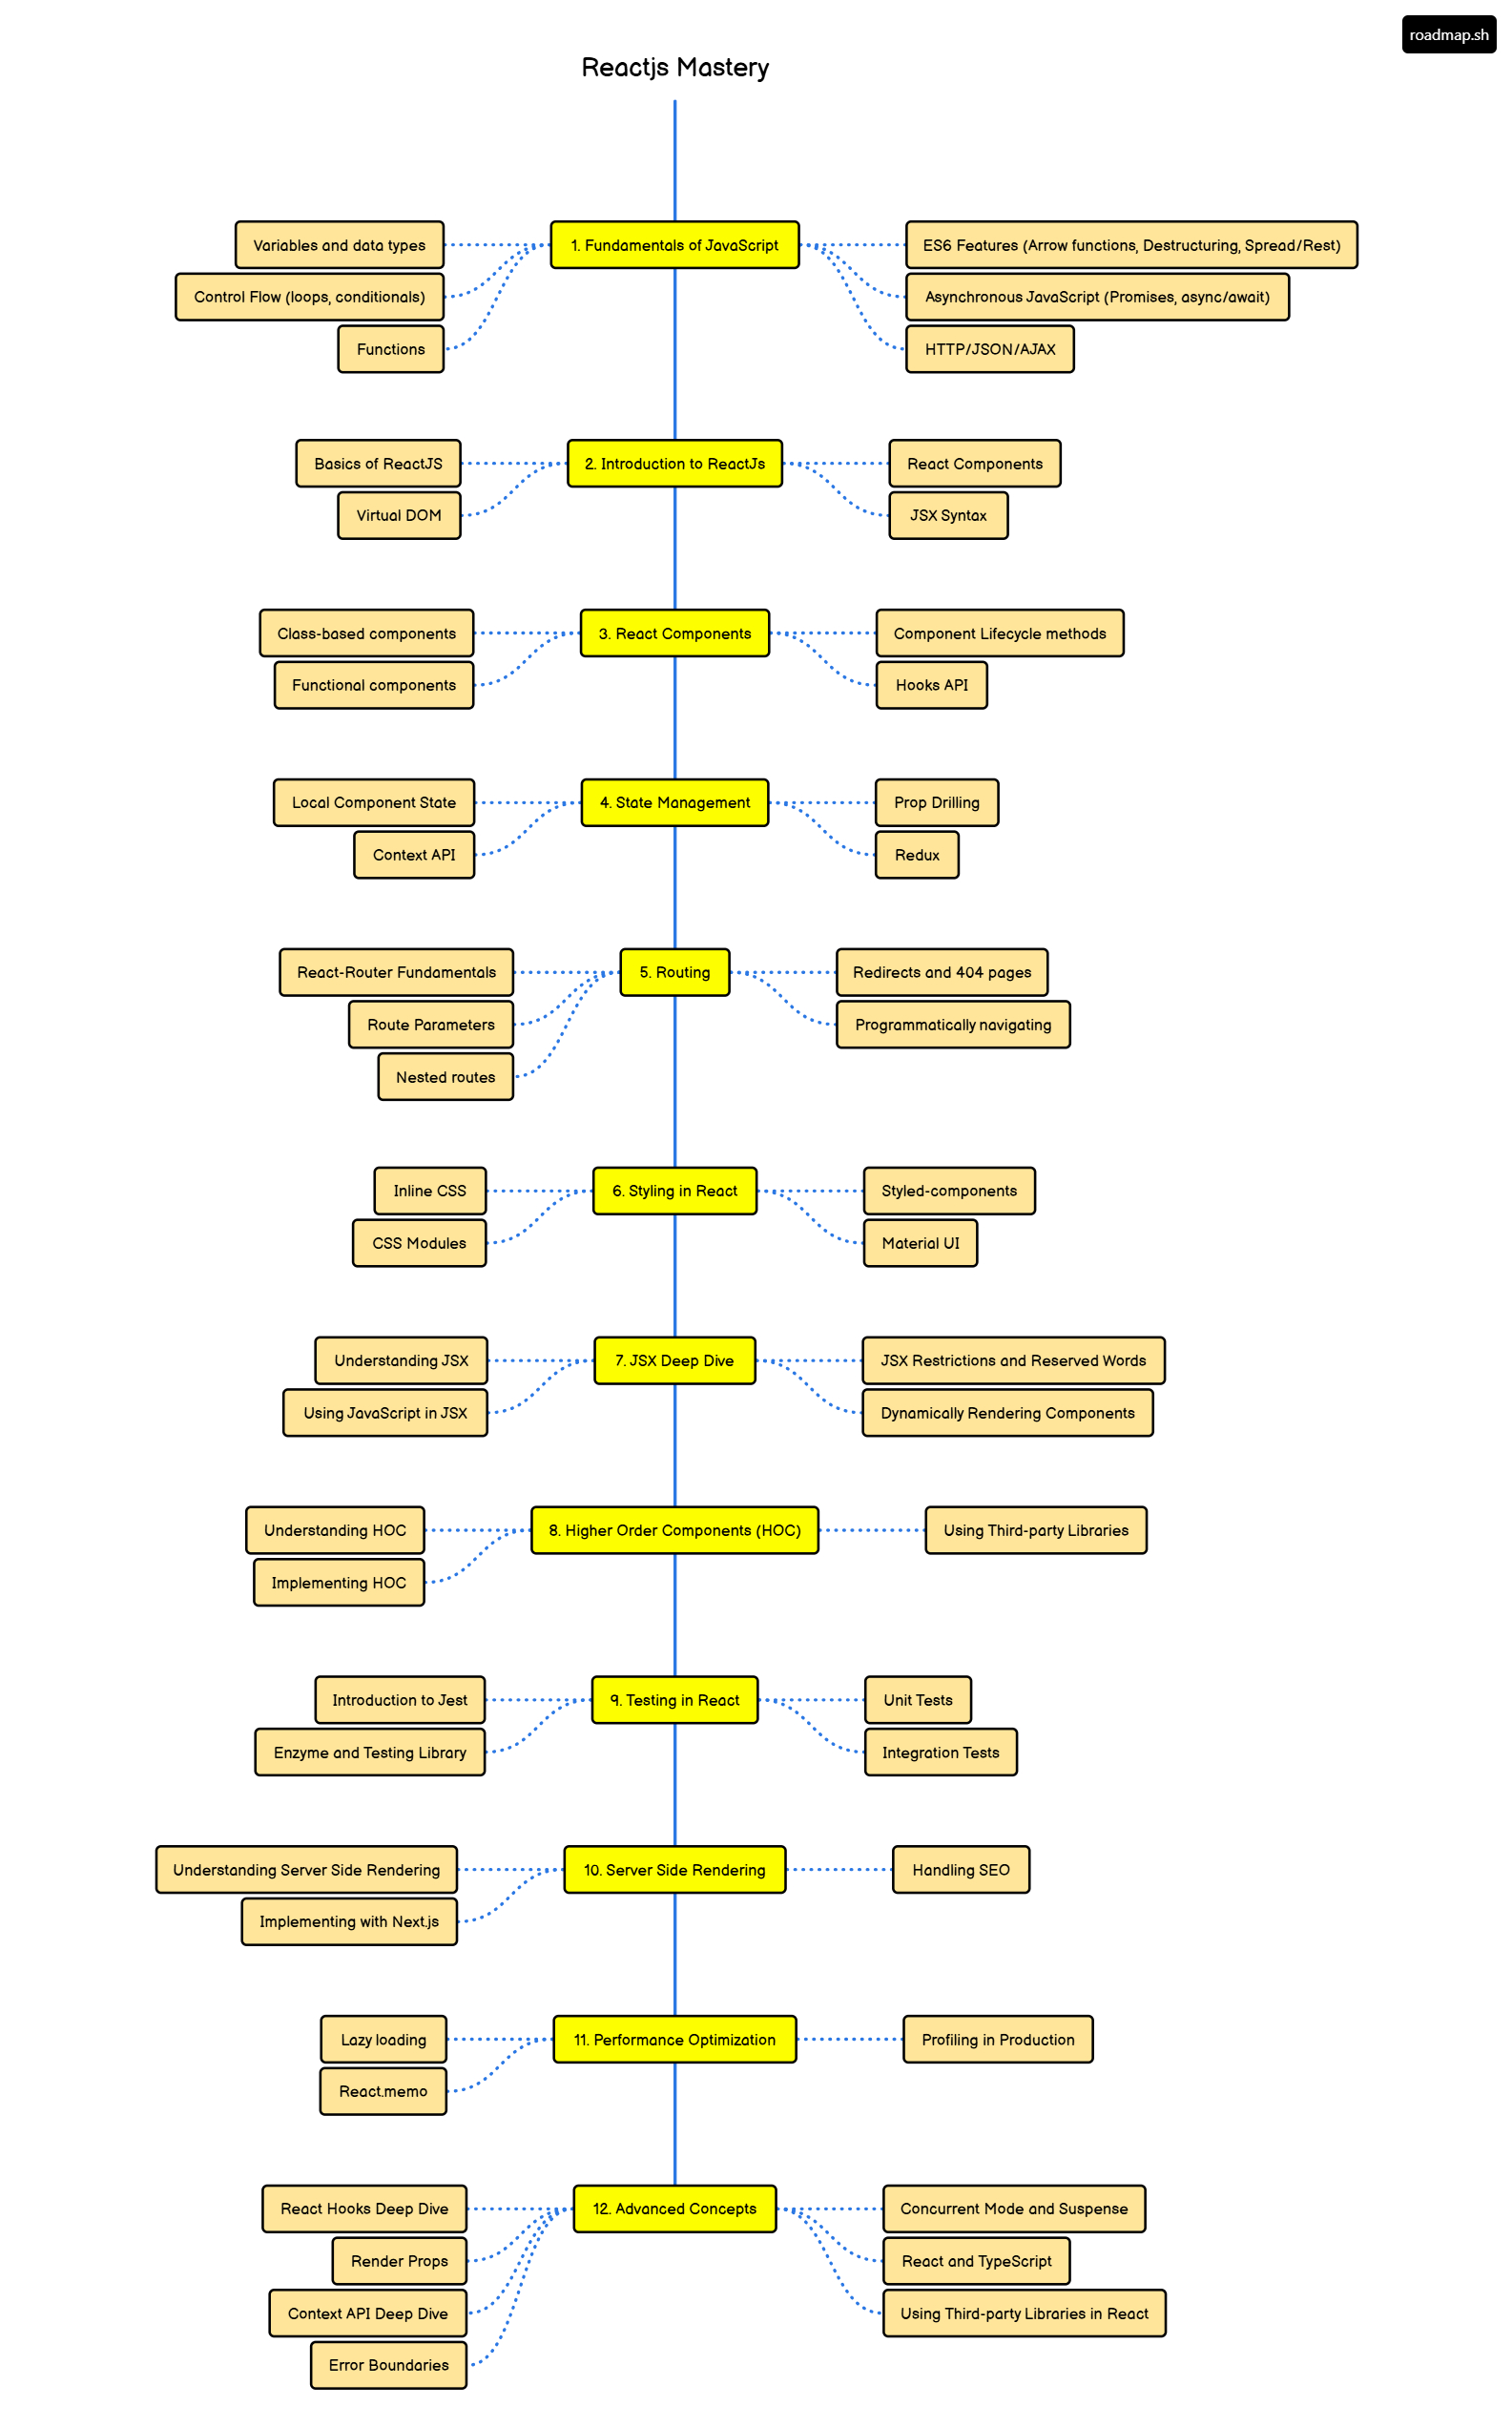 roadmap.sh
Reactjs Mastery
1. Fundamentals of JavaScript
Variables and data types
Control Flow (loops, conditionals)
Functions
ES6 Features (Arrow functions, Destructuring, Spread/Rest)
Asynchronous JavaScript (Promises, async/await)
HTTP/JSON/AJAX
2. Introduction to ReactJs
Basics of ReactJS
Virtual DOM
React Components
JSX Syntax
3. React Components
Class-based components
Functional components
Component Lifecycle methods
Hooks API
4. State Management
Local Component State
Context API
Prop Drilling
Redux
5. Routing
React-Router Fundamentals
Route Parameters
Nested routes
Redirects and 404 pages
Programmatically navigating
6. Styling in React
Inline CSS
CSS Modules
Styled-components
Material UI
7. JSX Deep Dive
Understanding JSX
Using JavaScript in JSX
JSX Restrictions and Reserved Words
Dynamically Rendering Components
8. Higher Order Components (HOC)
Understanding HOC
Implementing HOC
Using Third-party Libraries
9. Testing in React
Introduction to Jest
Enzyme and Testing Library
Unit Tests
Integration Tests
10. Server Side Rendering
Understanding Server Side Rendering
Implementing with Next.js
Handling SEO
11. Performance Optimization
Lazy loading
React.memo
Profiling in Production
12. Advanced Concepts
React Hooks Deep Dive
Render Props
Context API Deep Dive
Error Boundaries
Concurrent Mode and Suspense
React and TypeScript
Using Third-party Libraries in React